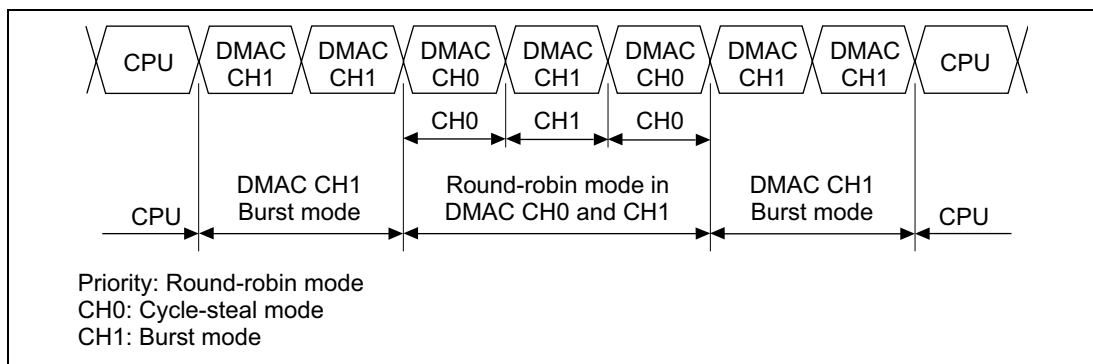 CPU
DMAC CH1
DMAC CH1
DMAC CH0
DMAC CH1
DMAC CH0
DMAC CH1
DMAC CH1
CPU
CH0
CH1
CH0
DMAC CH1
Burst mode
Round-robin mode in
DMAC CH0 and CH1
DMAC CH1
Burst mode
CPU
CPU
Priority: Round-robin mode
CH0: Cycle-steal mode
CH1: Burst mode